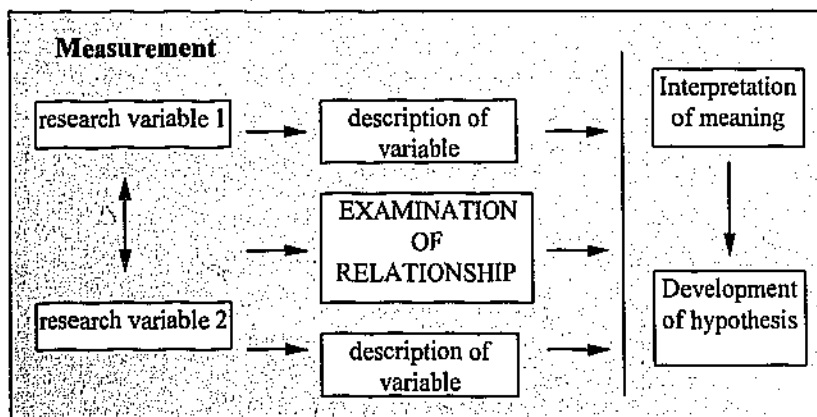 Measurement
research variable 1
description of
variable
Interpretation
of meaning
EXAMINATION
OF
RELATIONSHIP
research variable 2
description of
variable
Development
of hypothesis